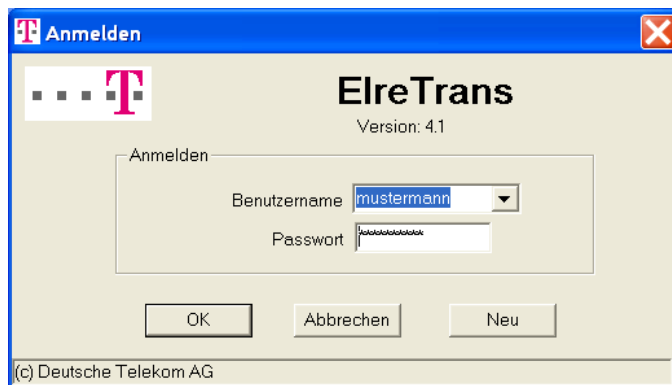 Anmelden
T
ElreTrans
Version: 4.1
Anmelden
Benutzername mustermann
Passwort **********
OK Abbrechen Neu
(c) Deutsche Telekom AG